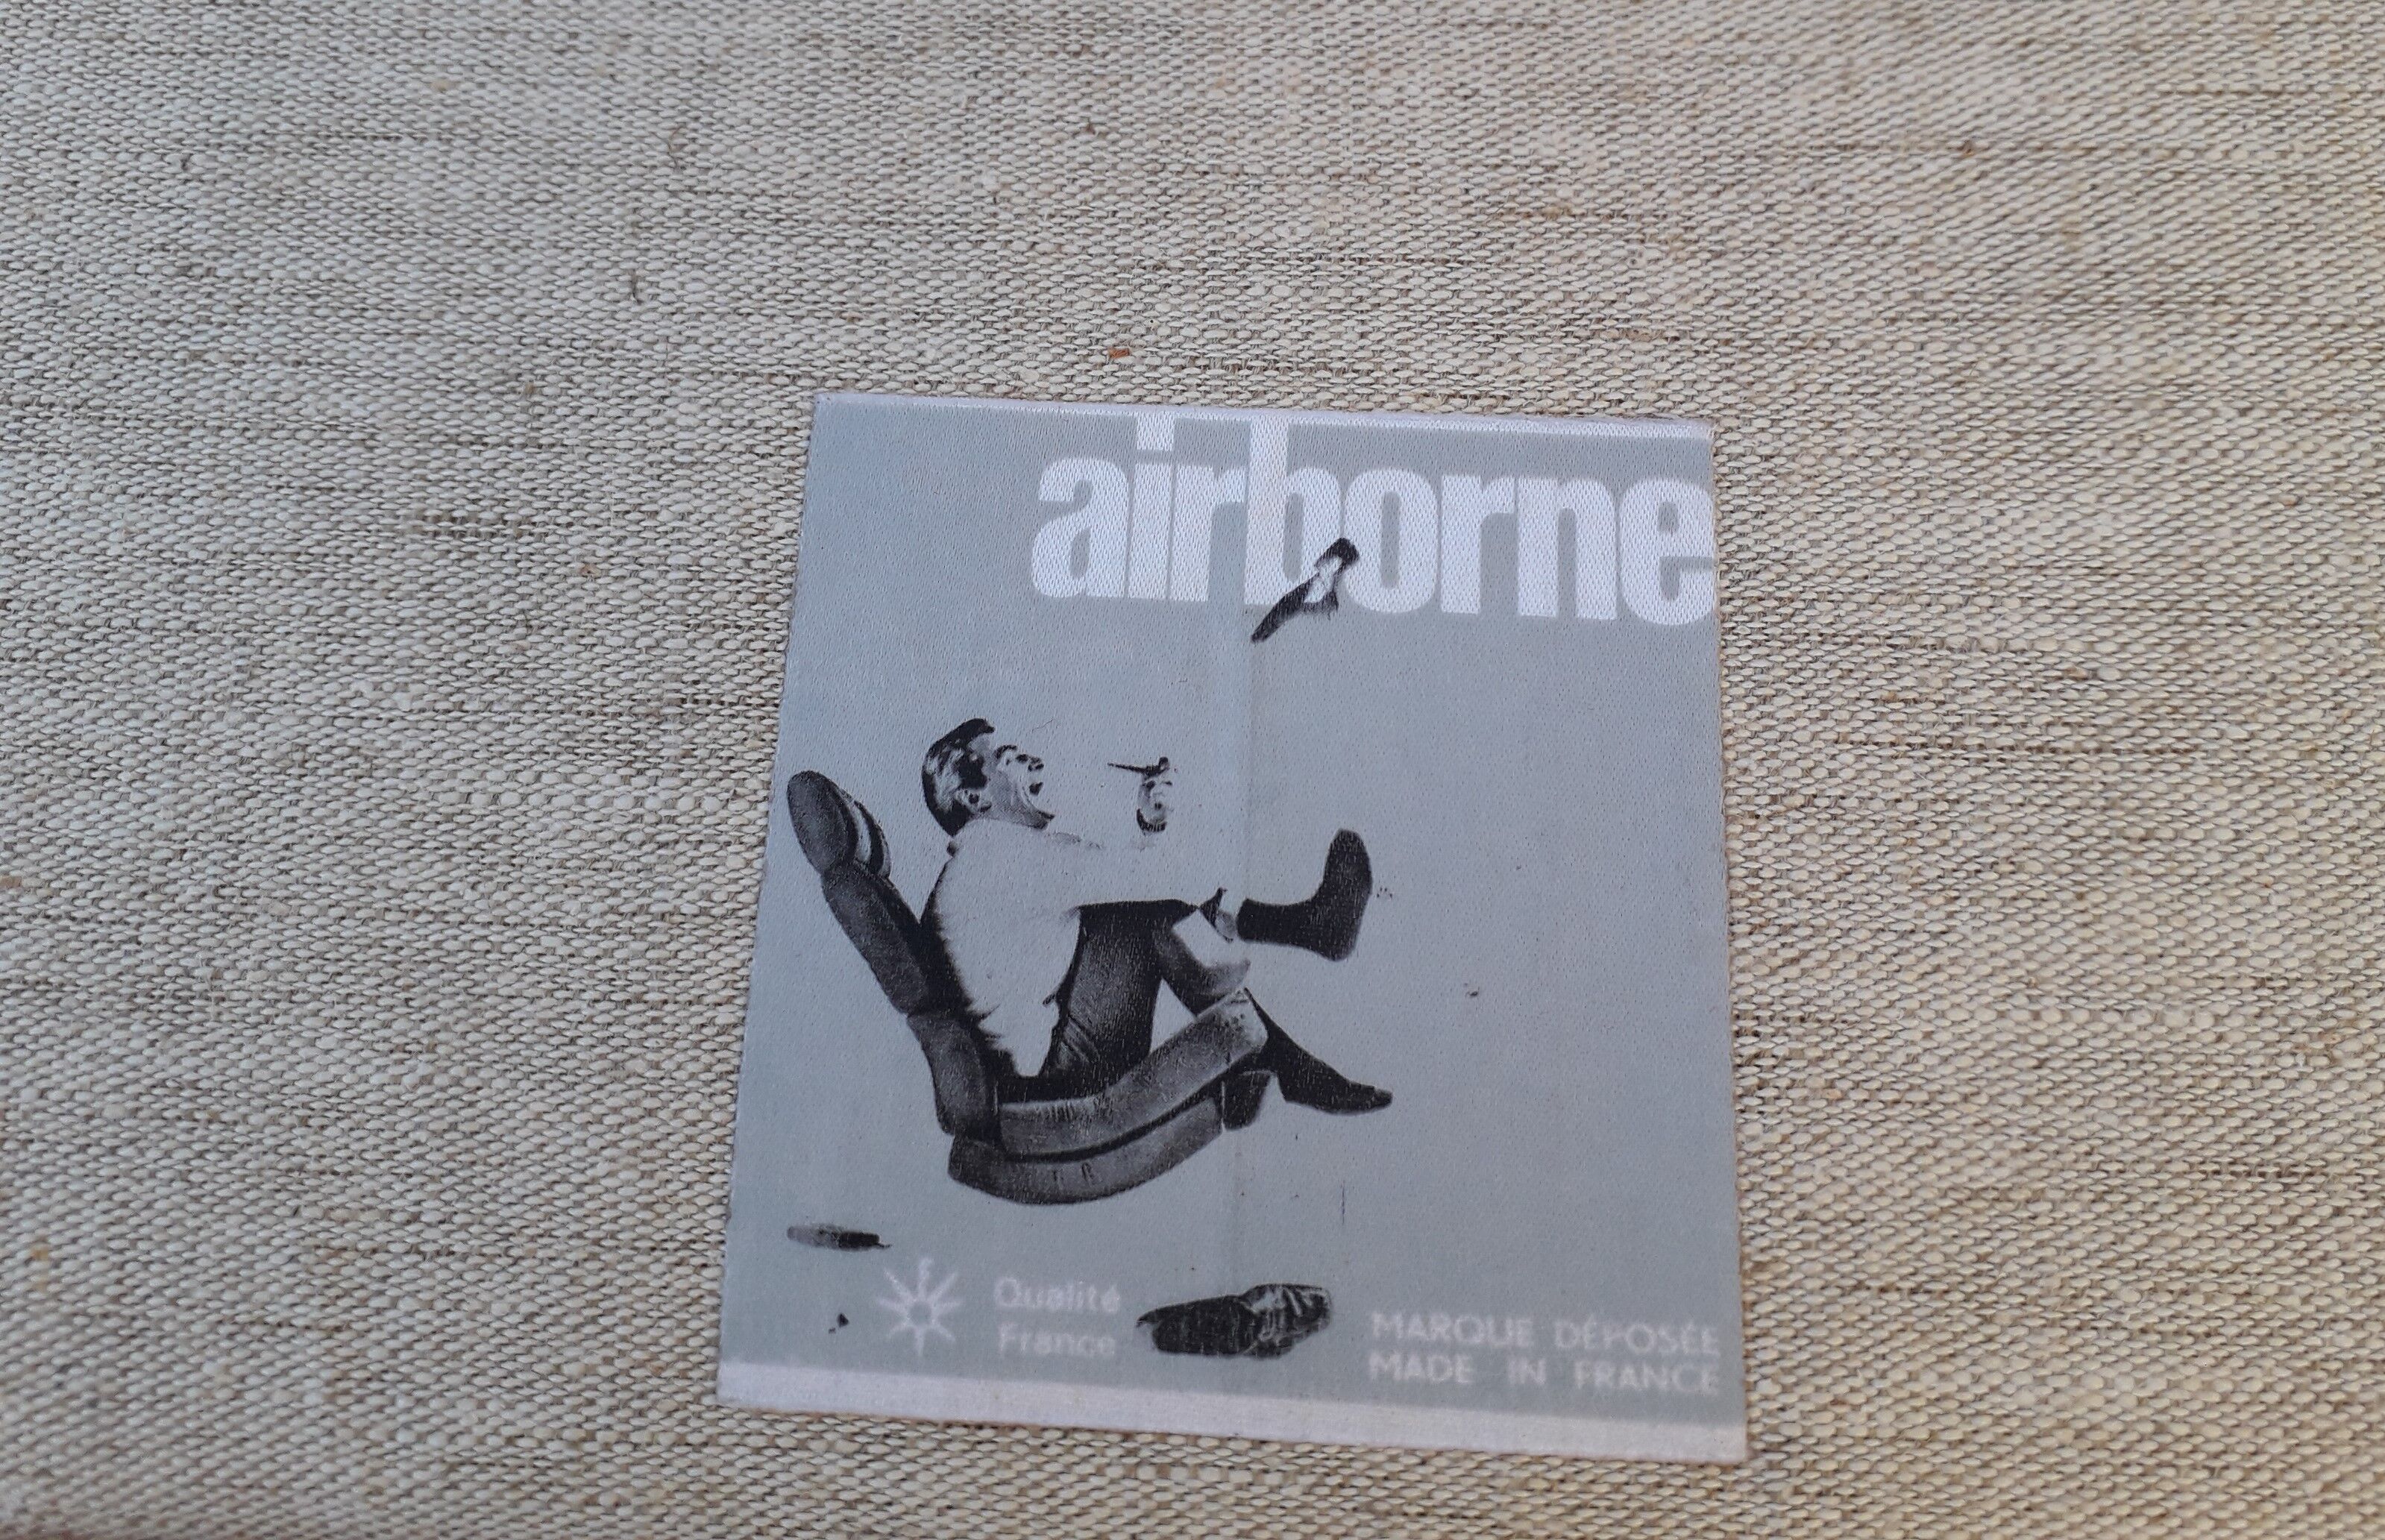 airborne
F
Qualité
France
MARQUE DÉPOSÉE
MADE IN FRANCE